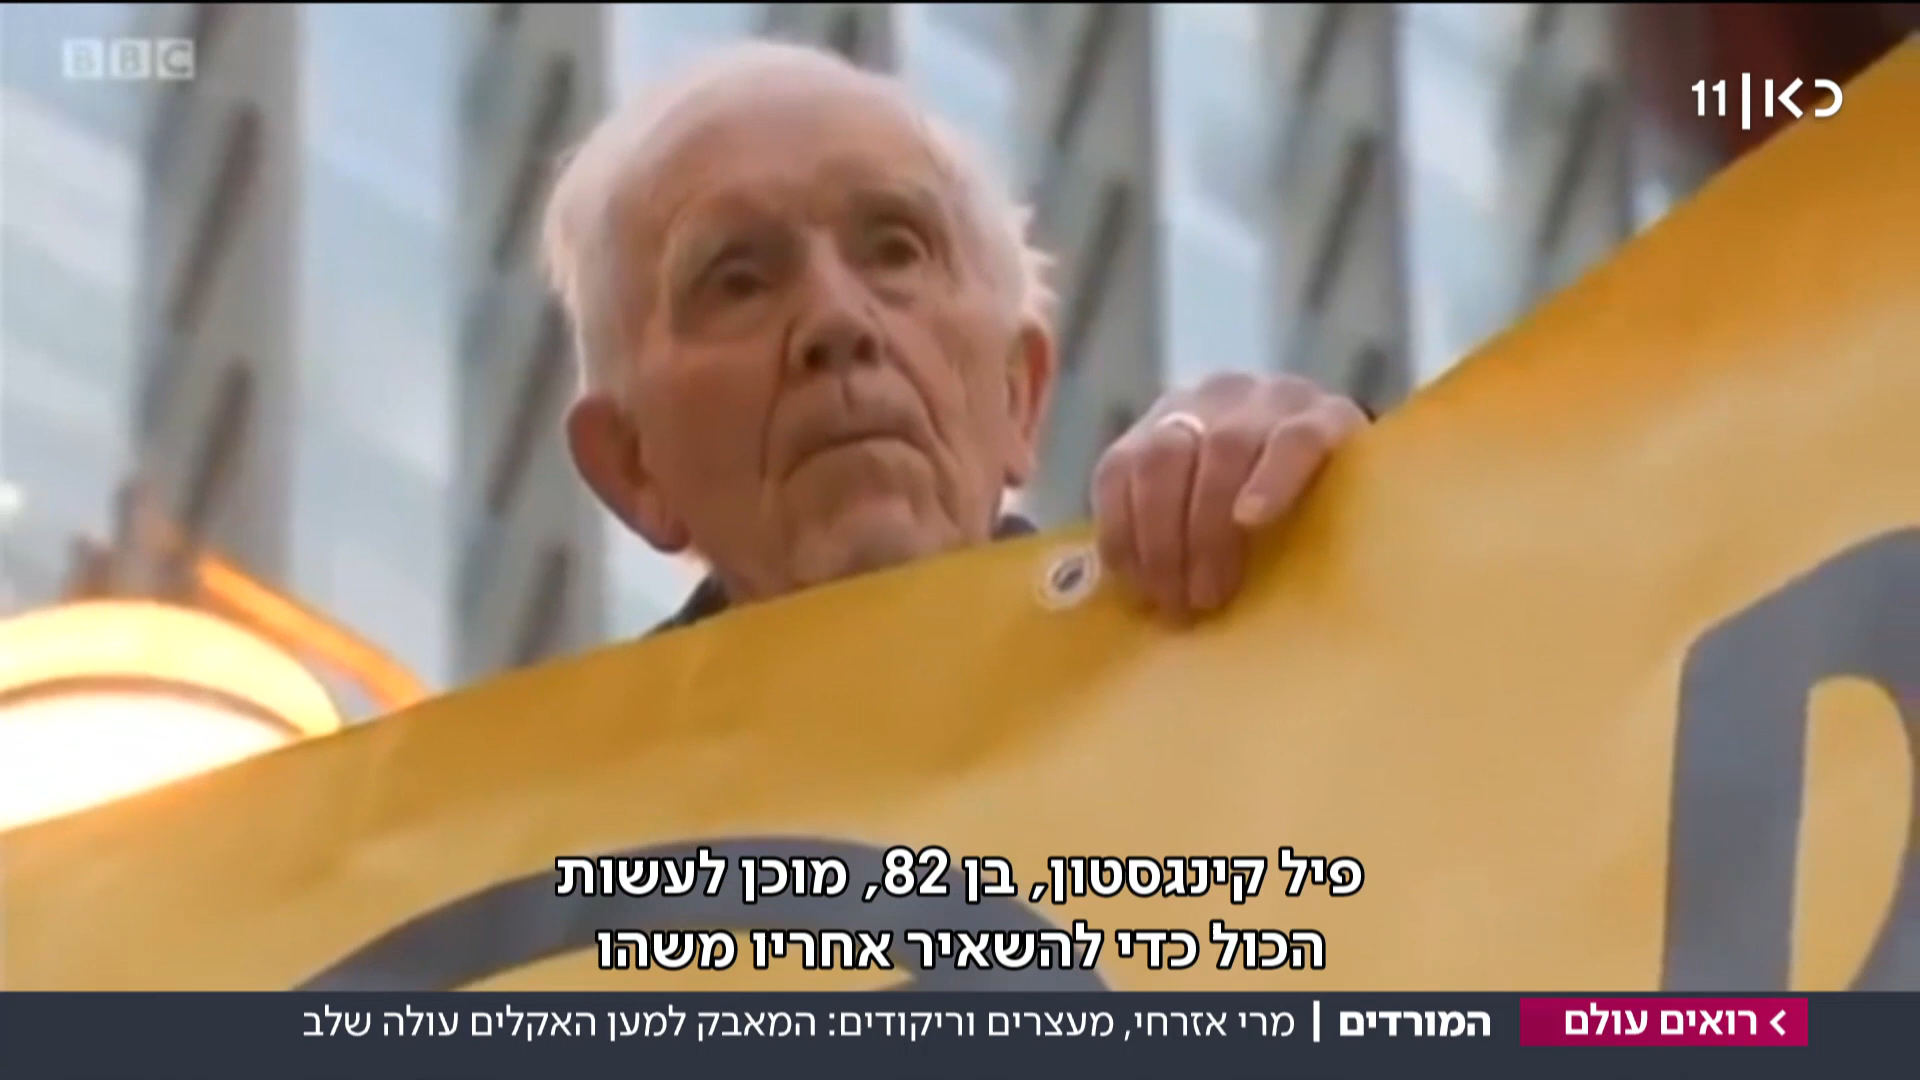 BBC
כאן 11
פיל קינגסטון, בן 82, מוכן לעשות
הכול כדי להשאיר אחריו משהו
רואים עולם
המורדים | מרי אזרחי, מעצרים וריקודים: המאבק למען האקלים עולה שלב